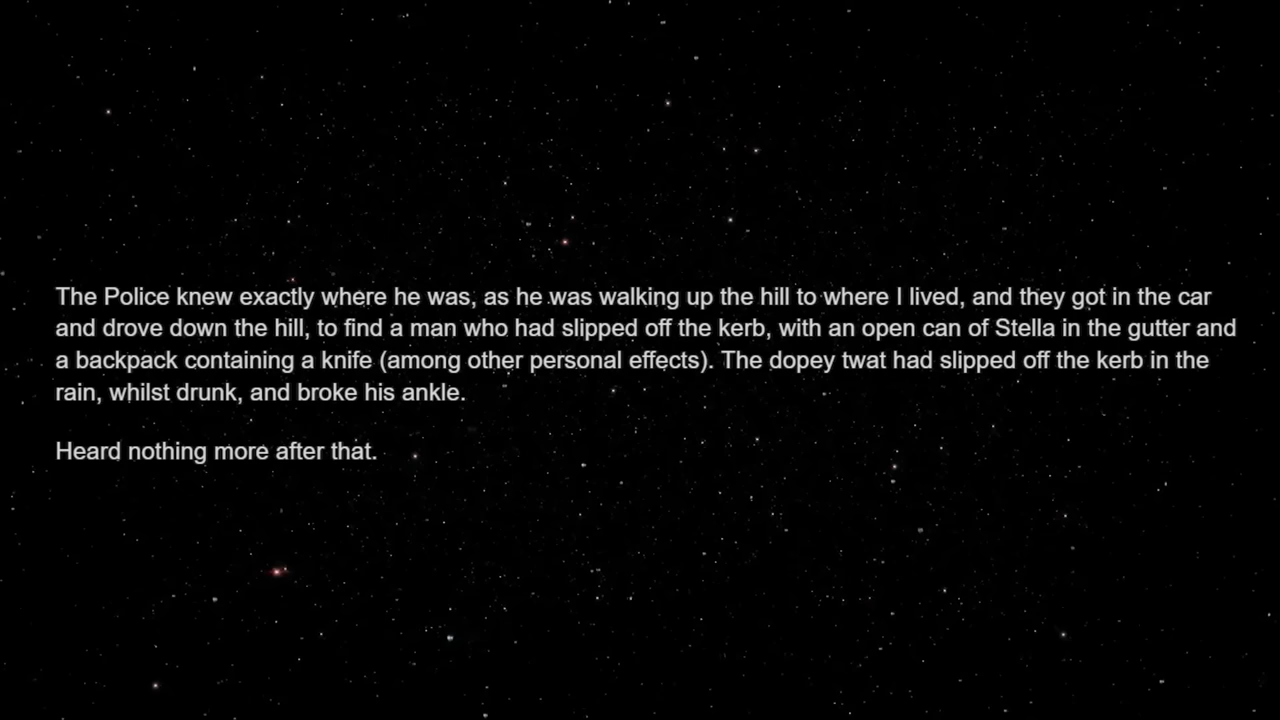 The Police knew exactly where he was, as he was walking up the hill to where I lived, and they got in the car
and drove down the hill, to find a man who had slipped off the kerb, with an open can of Stella in the gutter and
a backpack containing a knife (among other personal effects). The dopey twat had slipped off the kerb in the
rain, whilst drunk, and broke his ankle.
Heard nothing more after that.